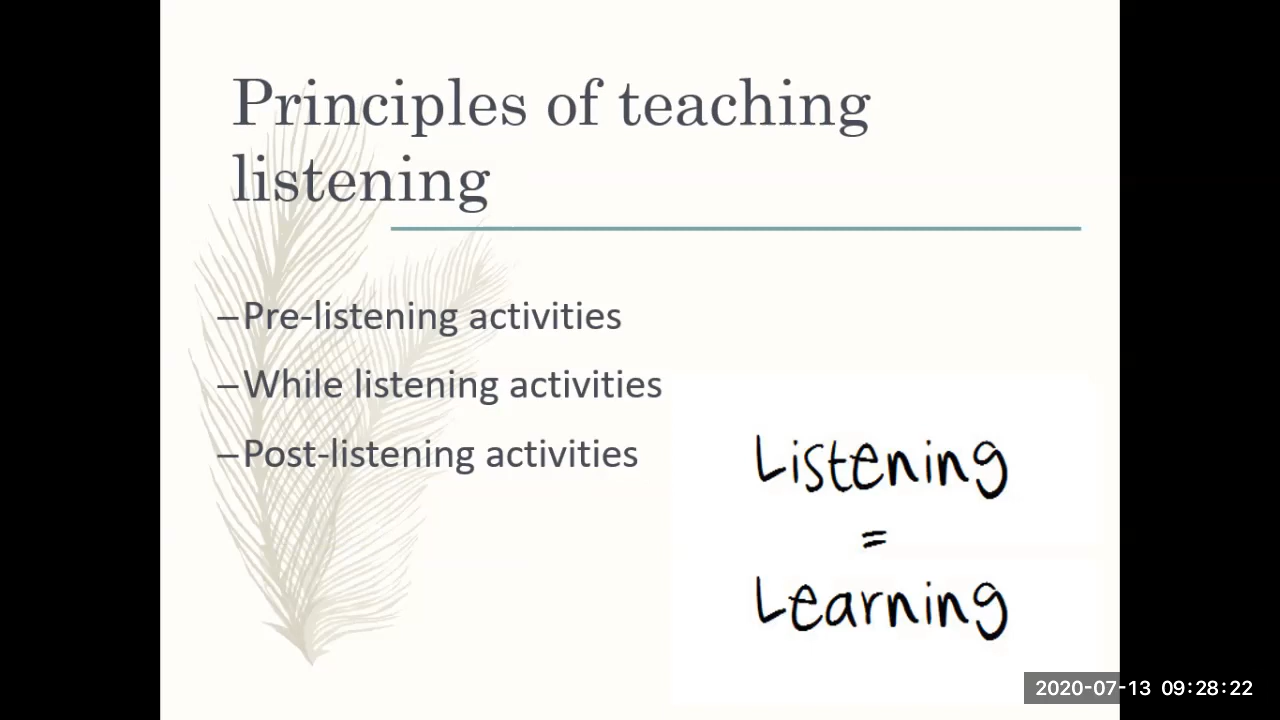 Principles of teaching
listening
–Pre-listening activities
–While listening activities
–Post-listening activities
Listening
=
Learning
2020-07-13 09:28:22